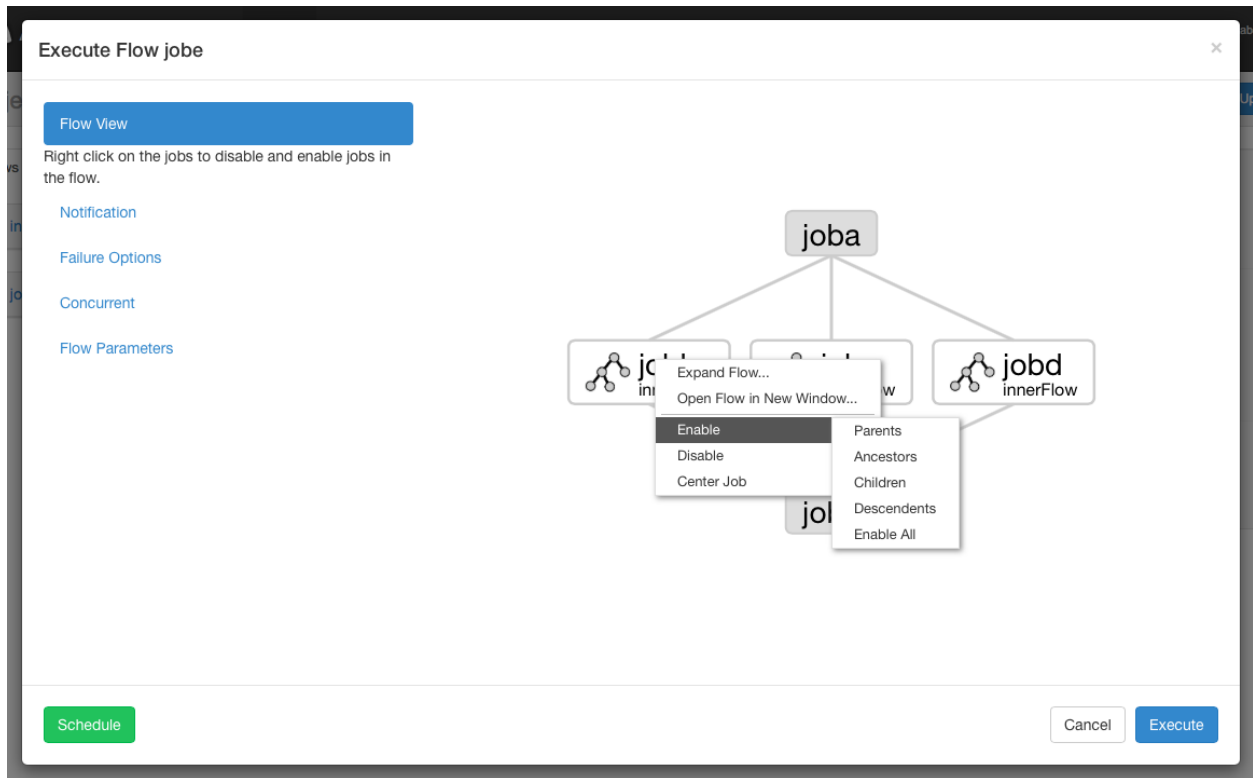 Execute Flow jobe
×
Flow View
Right click on the jobs to disable and enable jobs in
the flow.
Notification
Failure Options
Concurrent
Flow Parameters
joba
jobd
innerFlow
Expand Flow...
Open Flow in New Window...
Enable
Disable
Center Job
Parents
Ancestors
Children
Descendents
Enable All
Schedule
Cancel
Execute